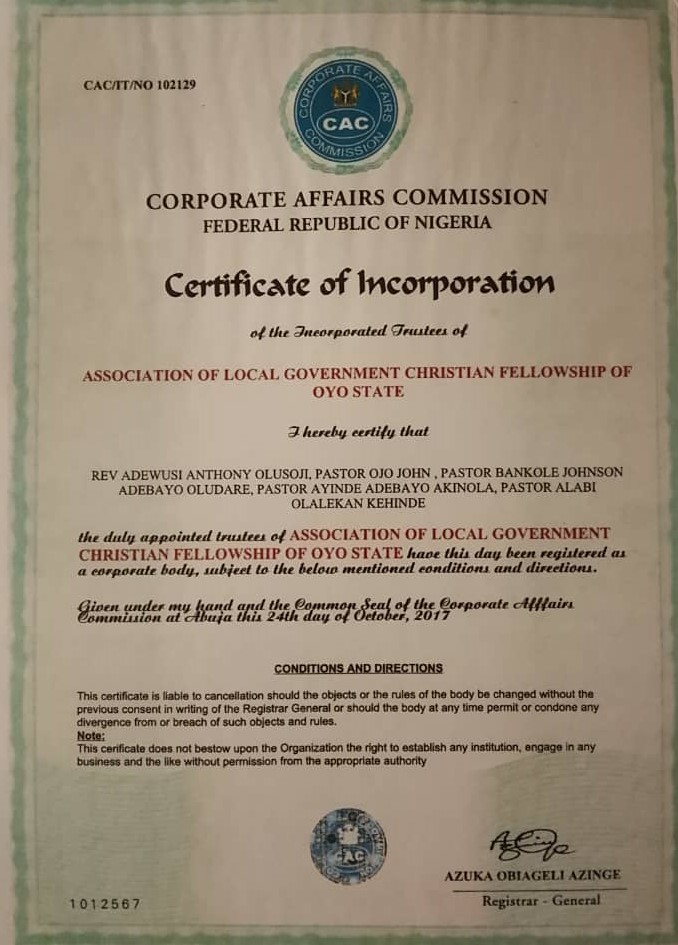 CAC/IT/NO 102129
CORPORATE AFFAIRS
CAC
COMMISSION
CORPORATE AFFAIRS COMMISSION
FEDERAL REPUBLIC OF NIGERIA
Certificate of Incorporation
of the Incorporated Trustees of
ASSOCIATION OF LOCAL GOVERNMENT CHRISTIAN FELLOWSHIP OF
OYO STATE
I hereby certify that
REV ADEWUSI ANTHONY OLUSOJI, PASTOR OJO JOHN , PASTOR BANKOLE JOHNSON
ADEBAYO OLUDARE, PASTOR AYINDE ADEBAYO AKINOLA, PASTOR ALABI
OLALEKAN KEHINDE
the duly appointed trustees of ASSOCIATION OF LOCAL GOVERNMENT
CHRISTIAN FELLOWSHIP OF OYO STATE have this day been registered as
a corporate body, subject to the below mentioned conditions and directions.
Given under my hand and the Common Seal of the Corporate Afffairs
Commission at Abuja this 24th day of October, 2017
CONDITIONS AND DIRECTIONS
This certificate is liable to cancellation should the objects or the rules of the body be changed without the
previous consent in writing of the Registrar General or should the body at any time permit or condone any
divergence from or breach of such objects and rules.
Note:
This cerificate does not bestow upon the Organization the right to establish any institution, engage in any
business and the like without permission from the appropriate authority
CAC
AZUKA OBIAGELI AZINGE
Registrar - General
1012567